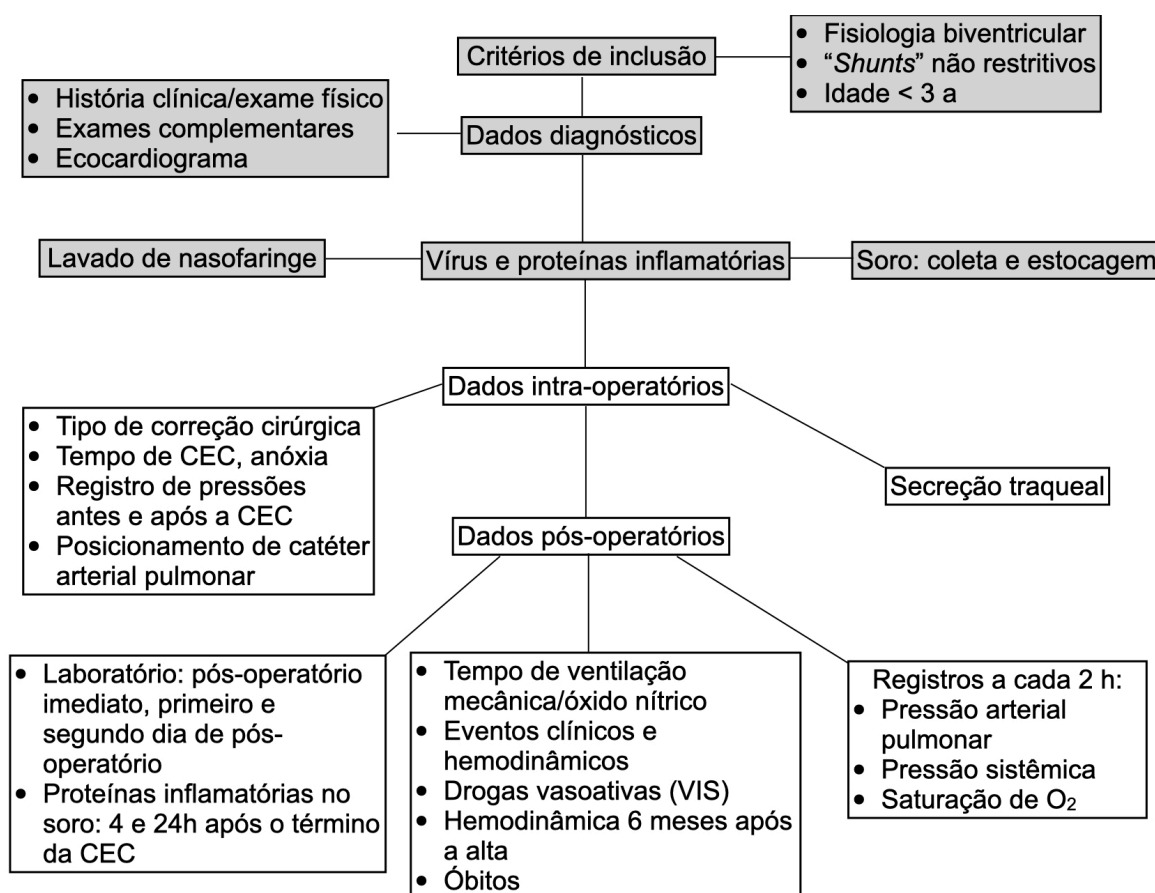 Critérios de inclusão
• Fisiologia biventricular
• “Shunts” não restritivos
• Idade < 3 a
• História clínica/exame físico
• Exames complementares
• Ecocardiograma
Dados diagnósticos
Lavado de nasofaringe
Vírus e proteínas inflamatórias
Soro: coleta e estocagem
Dados intra-operatórios
• Tipo de correção cirúrgica
• Tempo de CEC, anóxia
• Registro de pressões
antes e após a CEC
• Posicionamento de catéter
arterial pulmonar
Secreção traqueal
Dados pós-operatórios
• Laboratório: pós-operatório
imediato, primeiro e
segundo dia de pós-
operatório
• Proteínas inflamatórias no
soro: 4 e 24h após o término
da CEC
• Tempo de ventilação
mecânica/óxido nítrico
• Eventos clínicos e
hemodinâmicos
• Drogas vasoativas (VIS)
• Hemodinâmica 6 meses após
a alta
• Óbitos
Registros a cada 2 h:
• Pressão arterial
pulmonar
• Pressão sistêmica
• Saturação de O₂